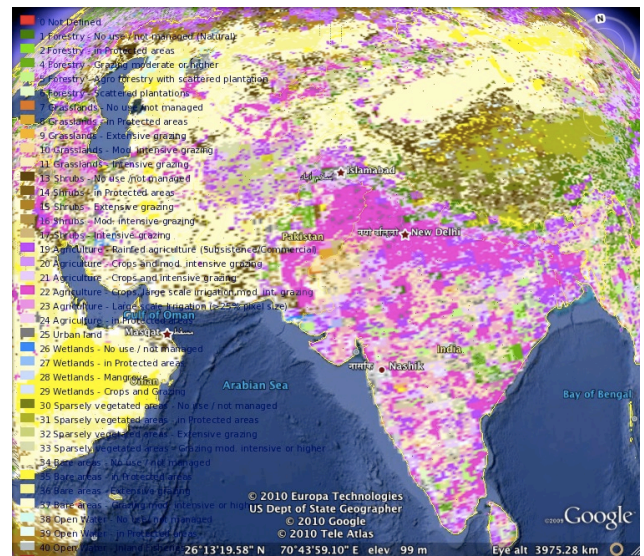 N
0 Not Defined
1 Forestry - No use / not managed (Natural)
2 Forestry - in Protected areas
4 Forestry - Grazing moderate or higher
5 Forestry - Agro forestry with scattered plantation
6 Forestry - Scattered plantations
7 Grasslands - No use/not managed
8 Grasslands - in Protected areas
9 Grasslands - Extensive grazing
10 Grasslands - Mod. intensive grazing
11 Grasslands - Intensive grazing
13 Shrubs - No use /not managed
14 Shrubs - in Protected areas
15 Shrubs - Extensive grazing
16 Shrubs - Mod. intensive grazing
17 Shrubs - Intensive grazing
19 Agriculture - Rainfed agriculture (Subsistence/Commercial)
20 Agriculture - Crops and mod. intensive grazing
21 Agriculture - Crops and intensive grazing
22 Agriculture - Crops, large scale irrigation,mod. int. grazing
23 Agriculture - Large scale Irrigation (>25% pixel size)
24 Agriculture - in Protected areas
25 Urban land
26 Wetlands - No use / not managed
27 Wetlands - in Protected areas
28 Wetlands - Mangrove
29 Wetlands - Crops and Grazing
30 Sparsely vegetated areas - No use / not managed
31 Sparsely vegetated areas - in Protected areas
32 Sparsely vegetated areas - Extensive grazing
33 Sparsely vegetated areas - Grazing mod. intensive or higher
34 Bare areas - No use / not managed
35 Bare areas - in Protected areas
36 Bare areas - Extensive grazing
37 Bare areas - Grazing mod. intensive or high
38 Open Water - No use / not managed
39 Open Water - in Protected areas
40 Open Water - Inland
Islamabad
Pakistan
नया दिल्ली New Delhi
Gulf of Oman
Masqat مسقط
Oman
नासिक Nashik
India
Arabian Sea
Bay of Bengal
© 2010 Europa Technologies
US Dept of State Geographer
© 2010 Google
© 2010 Tele Atlas
©2009 Google
26°13'19.58" N 70°43'59.10" E elev 99 m
Eye alt 3975.28 km